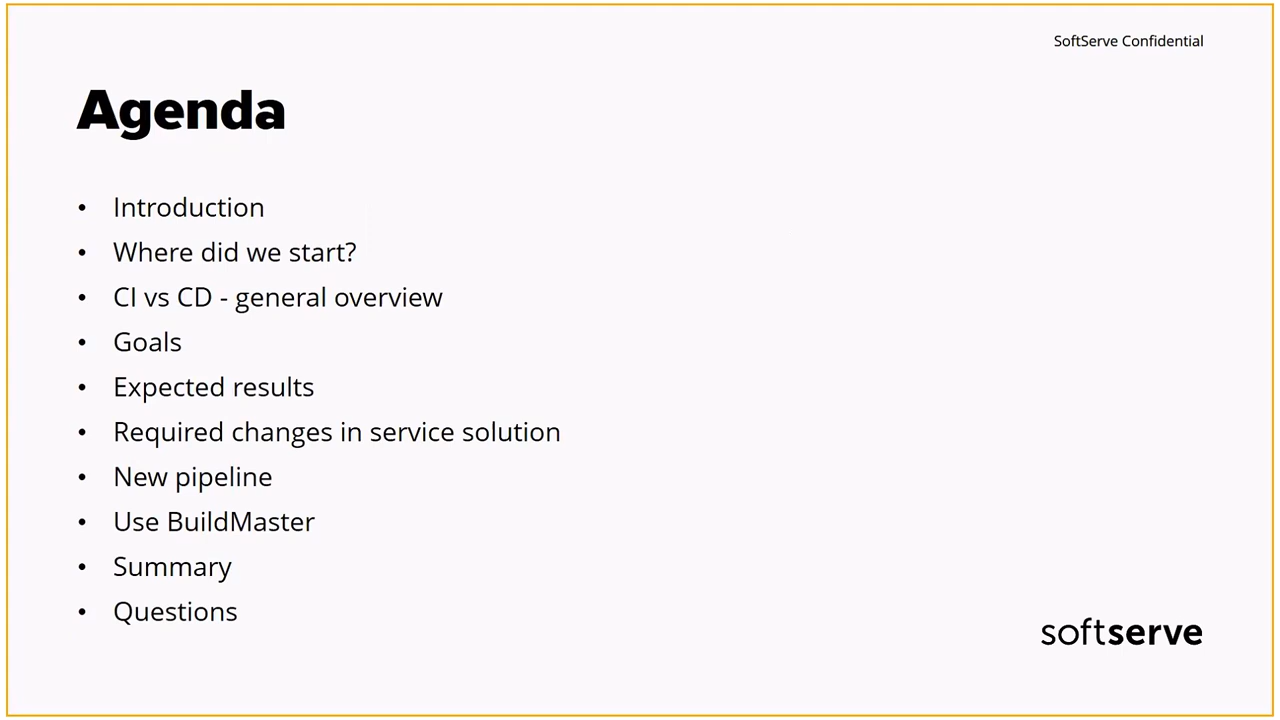 SoftServe Confidential
Agenda
• Introduction
• Where did we start?
• CI vs CD - general overview
• Goals
• Expected results
• Required changes in service solution
• New pipeline
• Use BuildMaster
• Summary
• Questions
softserve